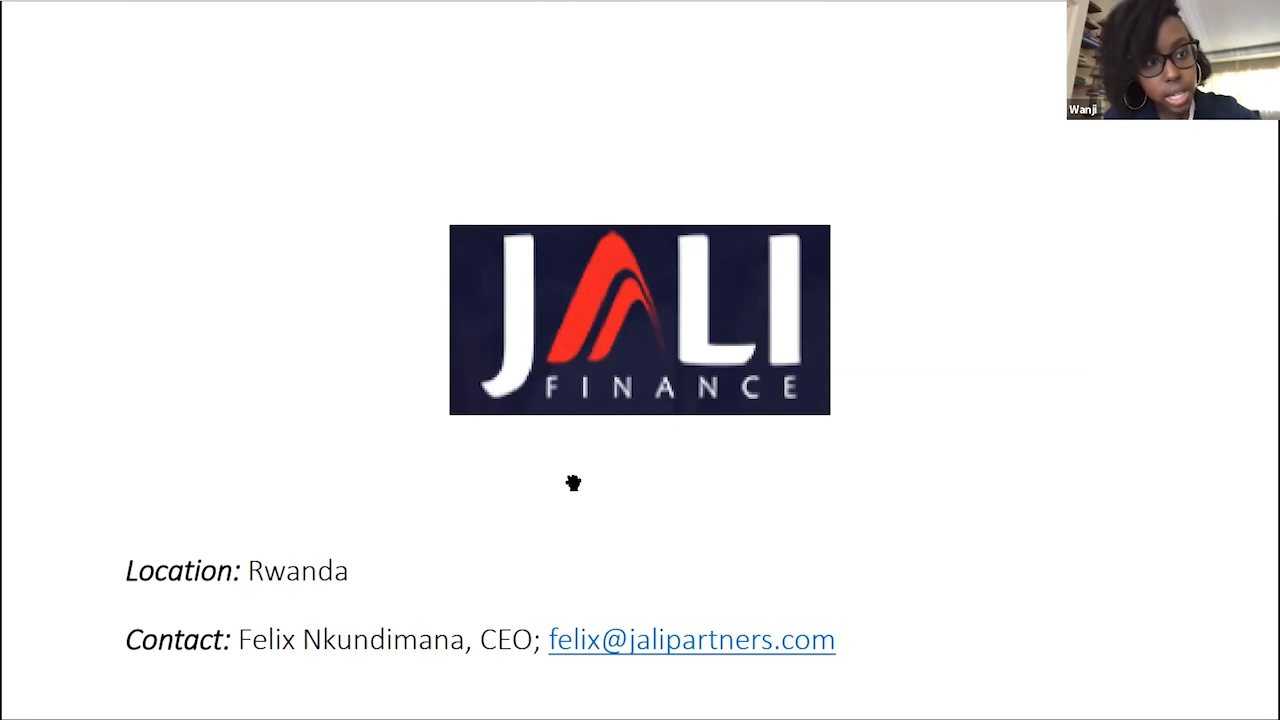 Wanji
JALI
FINANCE
Location: Rwanda
Contact: Felix Nkundimana, CEO; felix@jalipartners.com